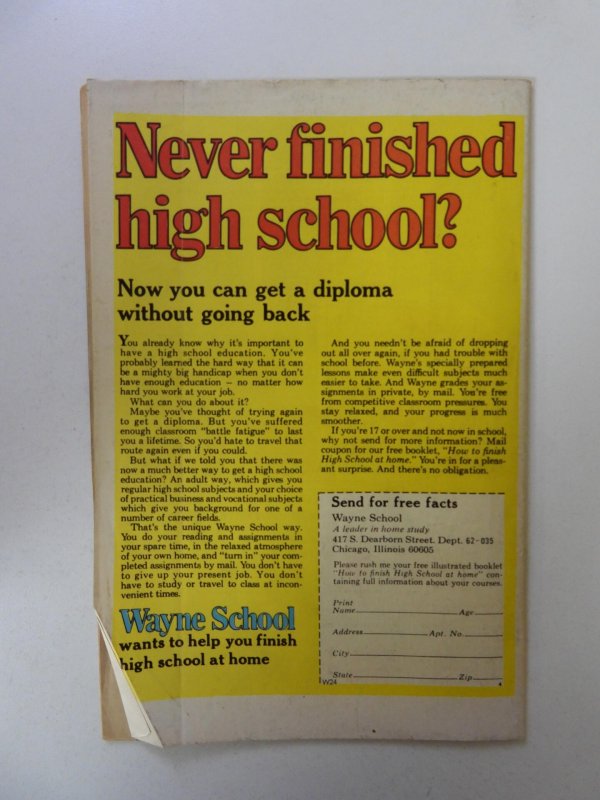 Never finished
high school?
Now you can get a diploma
without going back
You already know why it's important to
have a high school education. You've
probably learned the hard way that it can
be a mighty big handicap when you don't
have enough education — no matter how
hard you work at your job.
What can you do about it?
Maybe you've thought of trying again
to get a diploma. But you've suffered
enough classroom "battle fatigue" to last
you a lifetime. So you'd hate to travel that
route again even if you could.
But what if we told you that there was
now a much better way to get a high school
education? An adult way, which gives you
regular high school subjects and your choice
of practical business and vocational subjects
which give you background for one of a
number of career fields.
That's the unique Wayne School way.
You do your reading and assignments in
your spare time, in the relaxed atmosphere
of your own home, and "turn in" your com-
pleted assignments by mail. You don't have
to give up your present job. You don't
have to study or travel to class at incon-
venient times.
Wayne School
wants to help you finish
high school at home
And you needn't be afraid of dropping
out all over again, if you had trouble with
school before. Wayne's specially prepared
lessons make even difficult subjects much
easier to take. And Wayne grades your as-
signments in private, by mail. You're free
from competitive classroom pressures. You
stay relaxed, and your progress is much
smoother.
If you're 17 or over and not now in school,
why not send for more information? Mail
coupon for our free booklet, "How to finish
High School at home." You're in for a pleas-
ant surprise. And there's no obligation.
Send for free facts
Wayne School
A leader in home study
417 S. Dearborn Street, Dept. 62-035
Chicago, Illinois 60605
Please rush me your free illustrated booklet
"How to finish High School at home" con-
taining full information about your courses.
Print
Name Age
Address Apt. No.
City
State Zip
W24